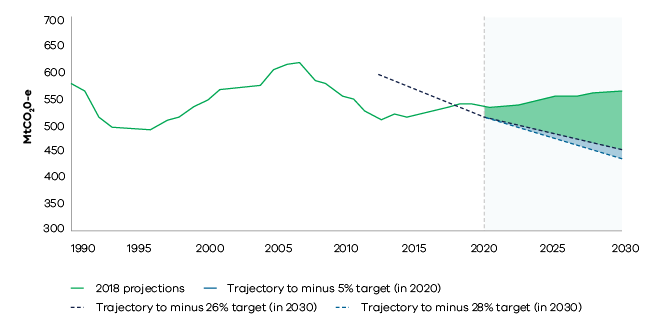 700
650
600
550
500
450
400
350
300
MtCO₂0-e
1990 1995 2000 2005 2010 2015 2020 2025 2030
2018 projections Trajectory to minus 5% target (in 2020)
Trajectory to minus 26% target (in 2030) Trajectory to minus 28% target (in 2030)